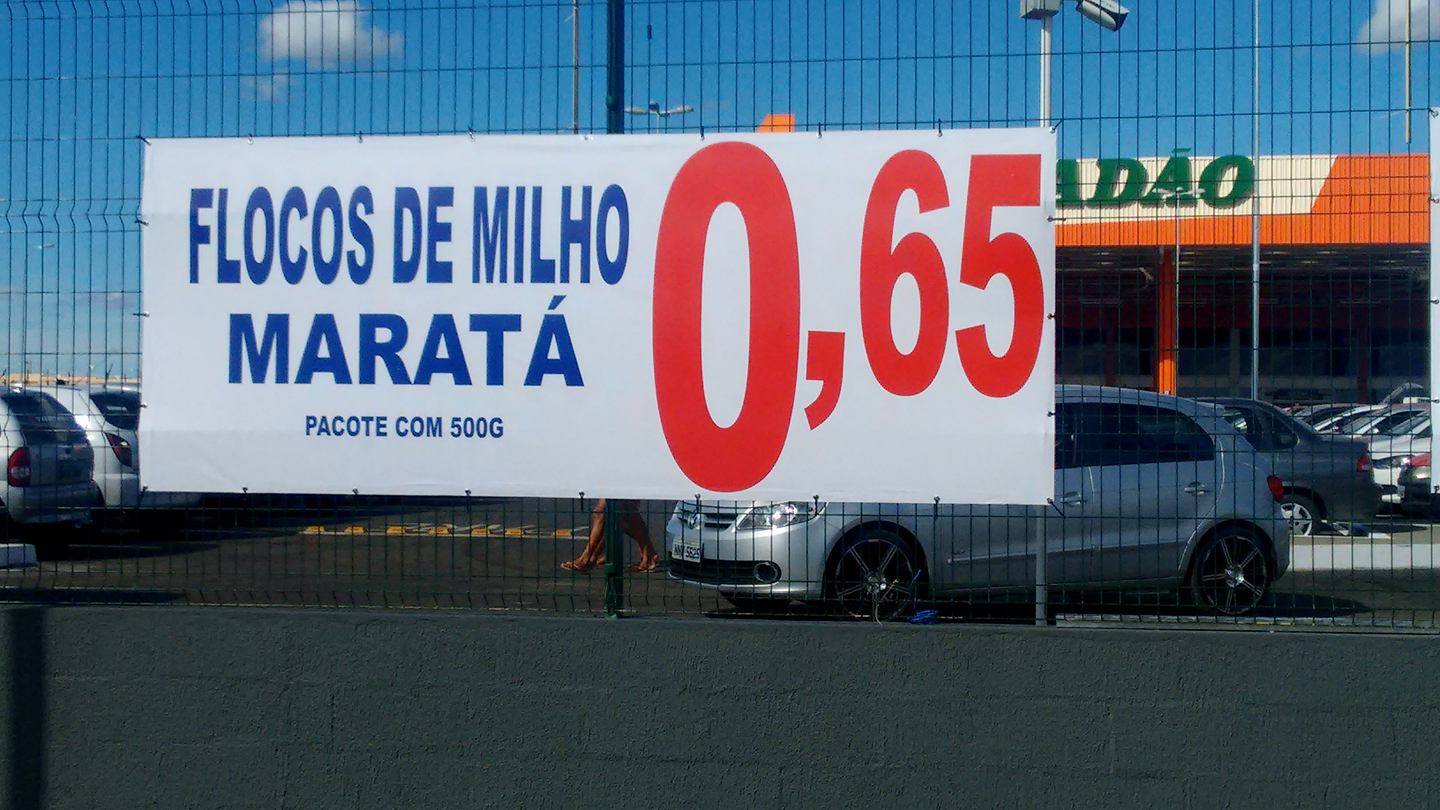 FLOCOS DE MILHO
MARATÁ
PACOTE COM 500G
0,65
ADÃO